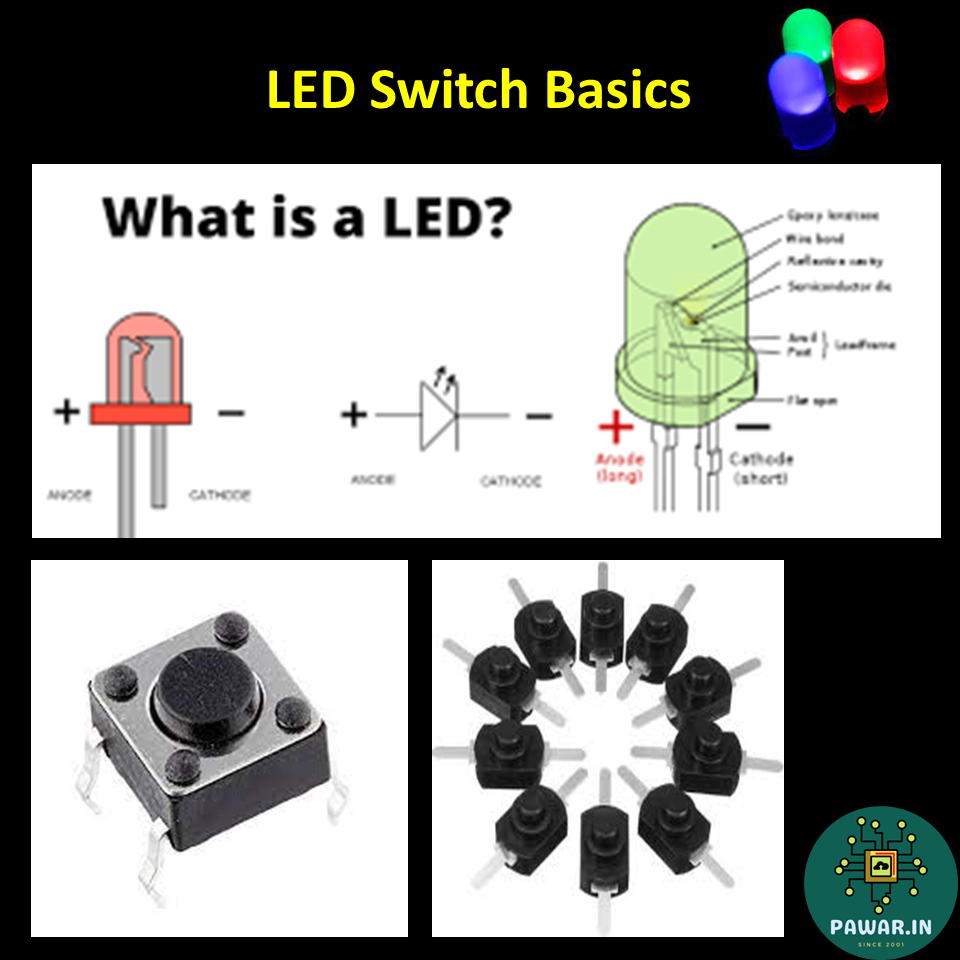 LED Switch Basics
What is a LED?
Epoxy lens/case
Wire bond
Reflective cavity
Semiconductor die
Anvil
Post
Leadframe
Flat spot
+
−
ANODE
CATHODE
+
−
ANODE
CATHODE
+
−
Anode
(long)
Cathode
(short)
PAWAR.IN
SINCE 2001